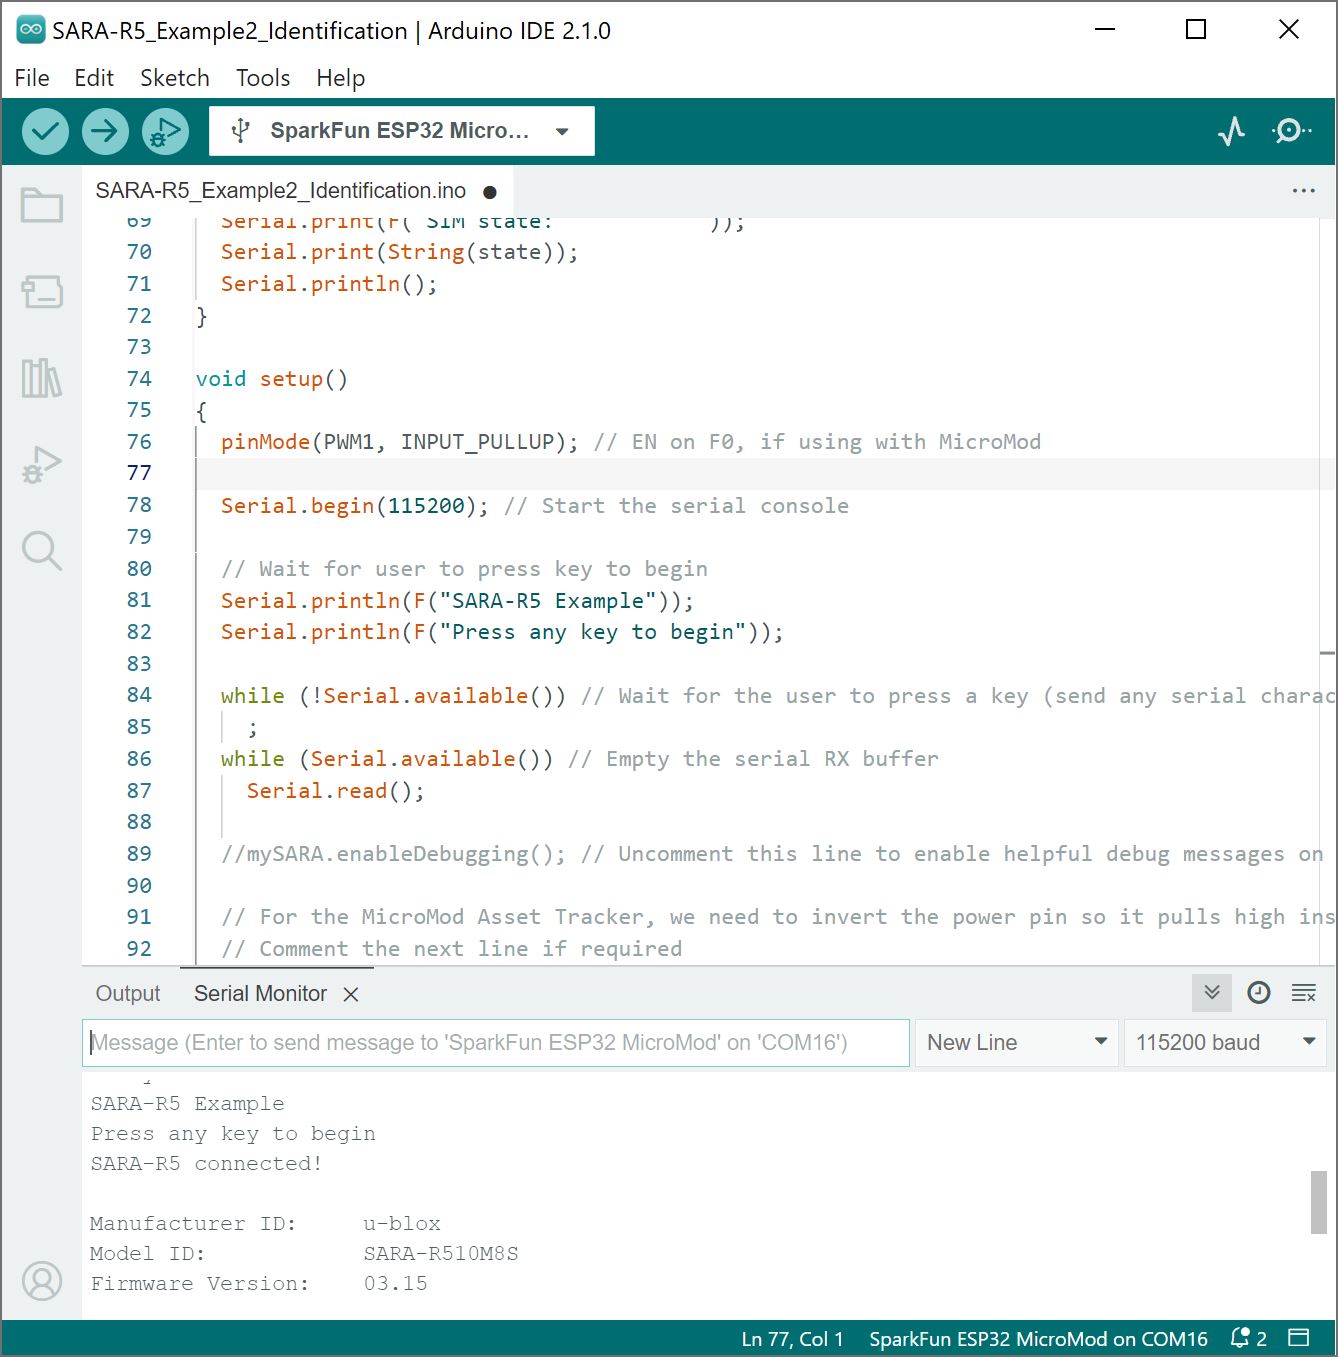 SARA-R5_Example2_Identification | Arduino IDE 2.1.0
File Edit Sketch Tools Help
SparkFun ESP32 Micro...
SARA-R5_Example2_Identification.ino
69 Serial.print(F( SIM state: ));
70 Serial.print(String(state));
71 Serial.println();
72 }
73
74 void setup()
75 {
76 pinMode(PWM1, INPUT_PULLUP); // EN on F0, if using with MicroMod
77
78 Serial.begin(115200); // Start the serial console
79
80 // Wait for user to press key to begin
81 Serial.println(F("SARA-R5 Example"));
82 Serial.println(F("Press any key to begin"));
83
84 while (!Serial.available()) // Wait for the user to press a key (send any serial charac
85 ;
86 while (Serial.available()) // Empty the serial RX buffer
87 Serial.read();
88
89 //mySARA.enableDebugging(); // Uncomment this line to enable helpful debug messages on
90
91 // For the MicroMod Asset Tracker, we need to invert the power pin so it pulls high ins
92 // Comment the next line if required
Output Serial Monitor
Message (Enter to send message to 'SparkFun ESP32 MicroMod' on 'COM16') New Line 115200 baud
SARA-R5 Example
Press any key to begin
SARA-R5 connected!
Manufacturer ID: u-blox
Model ID: SARA-R510M8S
Firmware Version: 03.15
Ln 77, Col 1 SparkFun ESP32 MicroMod on COM16 2